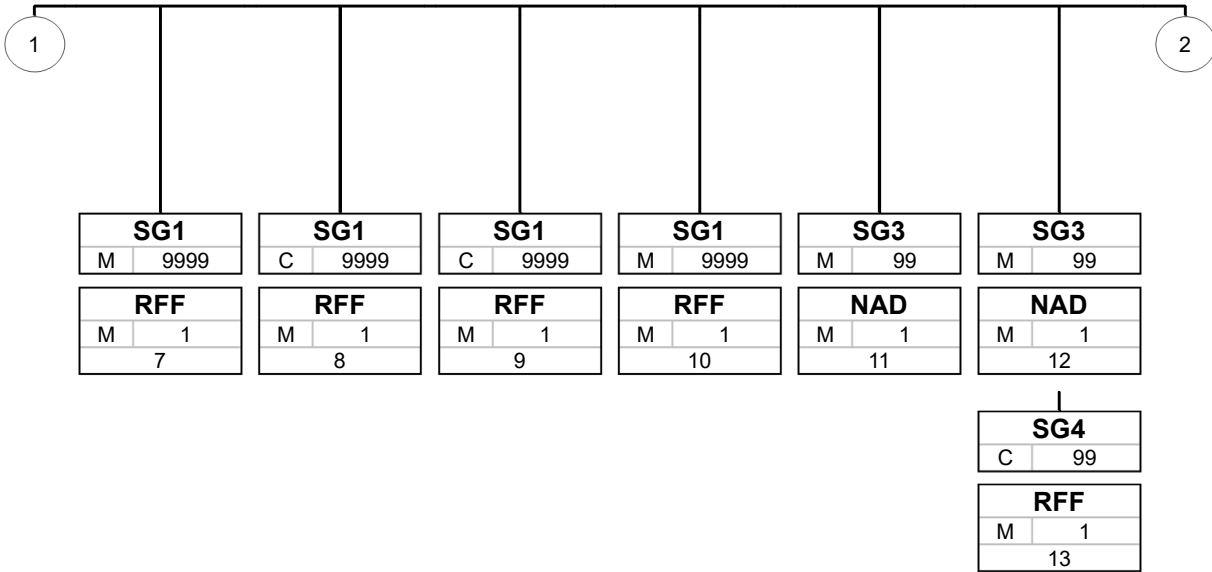 1 2
SG1 SG1 SG1 SG1 SG3 SG3
M 9999 C 9999 C 9999 M 9999 M 99 M 99
RFF RFF RFF RFF NAD NAD
M 1 M 1 M 1 M 1 M 1 M 1
7 8 9 10 11 12
SG4
C 99
RFF
M 1
13